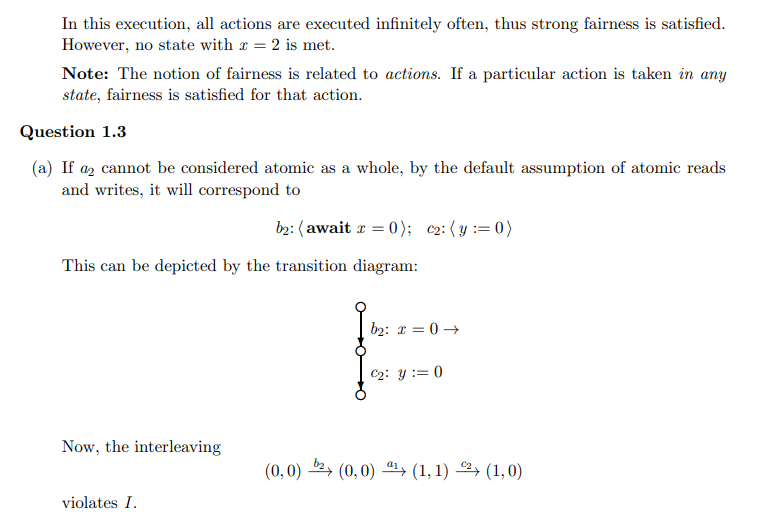 In this execution, all actions are executed infinitely often, thus strong fairness is satisfied.
However, no state with x = 2 is met.
Note: The notion of fairness is related to actions. If a particular action is taken in any
state, fairness is satisfied for that action.
Question 1.3
(a) If a₂ cannot be considered atomic as a whole, by the default assumption of atomic reads
and writes, it will correspond to
b₂: ⟨ await x = 0 ⟩; c₂: ⟨ y := 0 ⟩
This can be depicted by the transition diagram:
b₂: x = 0 →
c₂: y := 0
Now, the interleaving
(0, 0) —b₂→ (0, 0) —a₁→ (1, 1) —c₂→ (1, 0)
violates I.